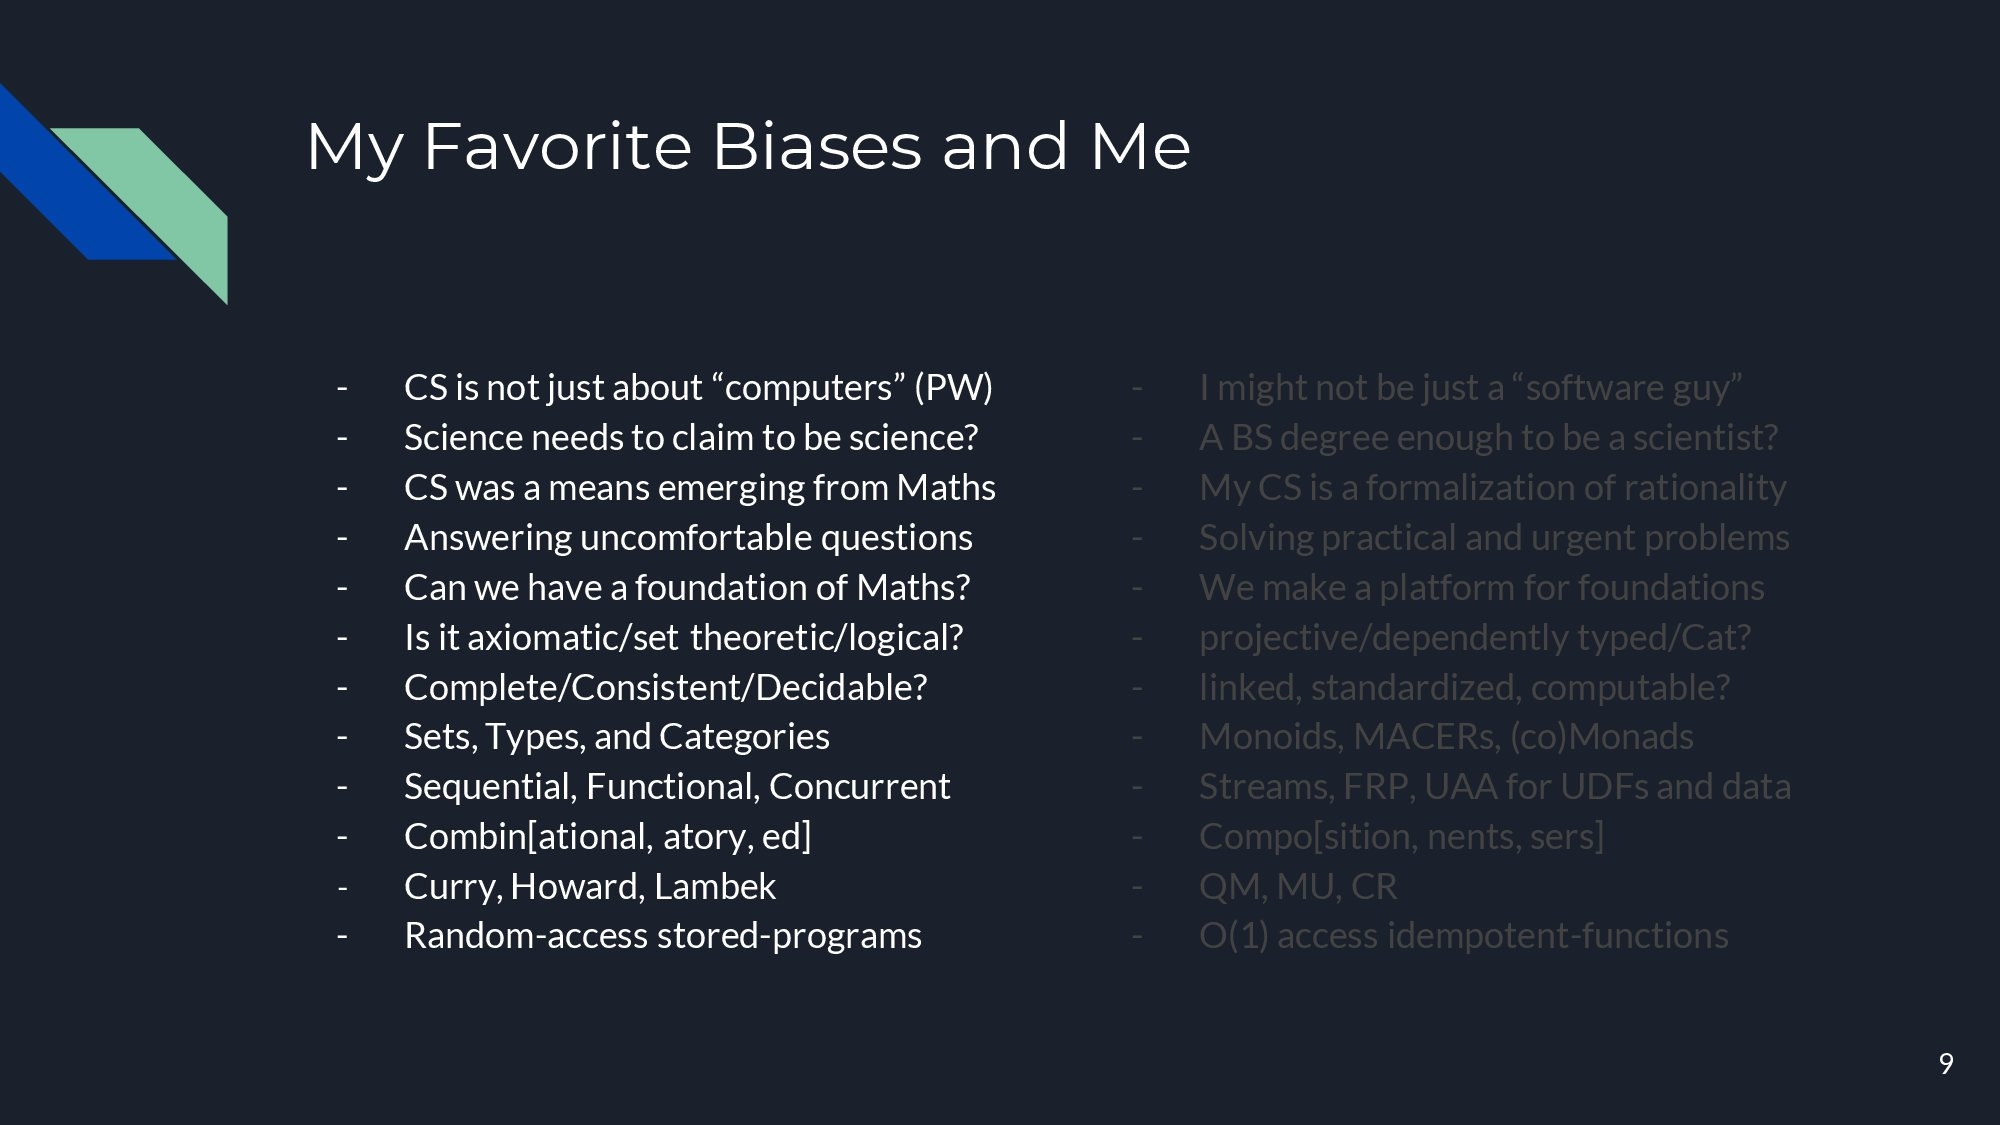 My Favorite Biases and Me
- CS is not just about “computers” (PW)
- Science needs to claim to be science?
- CS was a means emerging from Maths
- Answering uncomfortable questions
- Can we have a foundation of Maths?
- Is it axiomatic/set theoretic/logical?
- Complete/Consistent/Decidable?
- Sets, Types, and Categories
- Sequential, Functional, Concurrent
- Combin[ational, atory, ed]
- Curry, Howard, Lambek
- Random-access stored-programs
- I might not be just a “software guy”
- A BS degree enough to be a scientist?
- My CS is a formalization of rationality
- Solving practical and urgent problems
- We make a platform for foundations
- projective/dependently typed/Cat?
- linked, standardized, computable?
- Monoids, MACERs, (co)Monads
- Streams, FRP, UAA for UDFs and data
- Compo[sition, nents, sers]
- QM, MU, CR
- O(1) access idempotent-functions
9